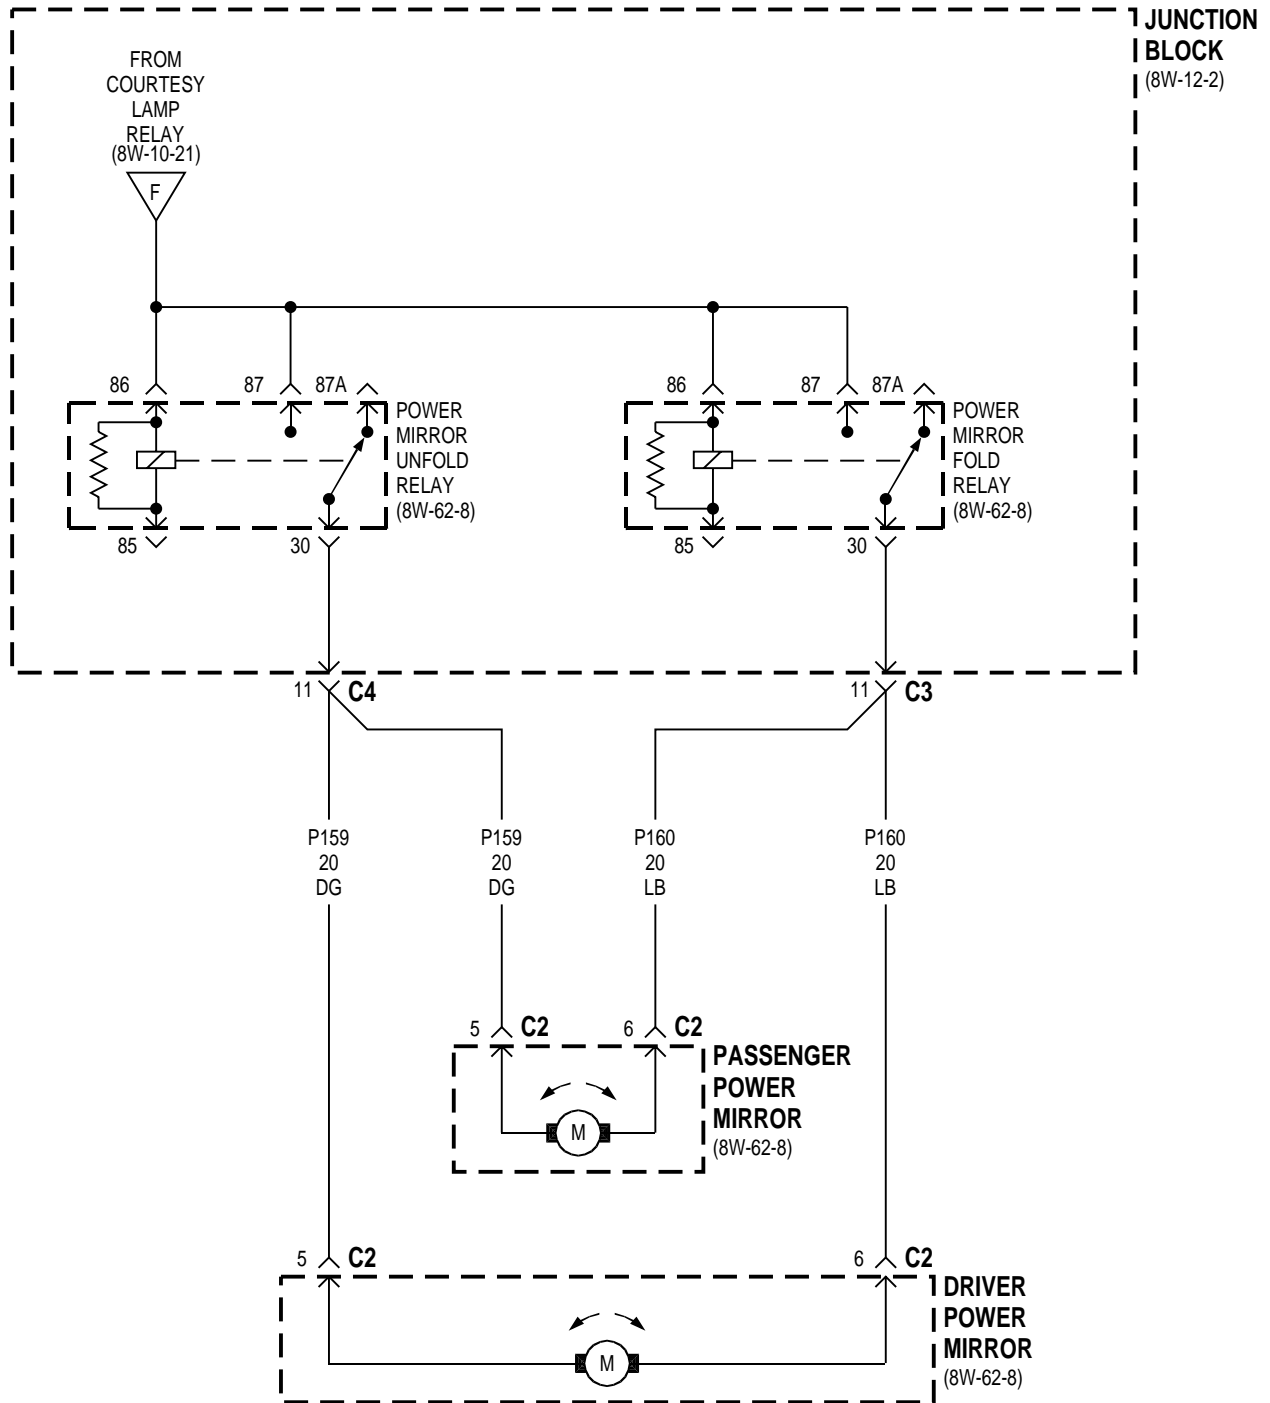 JUNCTION
BLOCK
(8W-12-2)
FROM
COURTESY
LAMP
RELAY
(8W-10-21)
F
86
87
87A
POWER
MIRROR
UNFOLD
RELAY
(8W-62-8)
85
30
86
87
87A
POWER
MIRROR
FOLD
RELAY
(8W-62-8)
85
30
11
C4
11
C3
P159
20
DG
P159
20
DG
P160
20
LB
P160
20
LB
5
C2
6
C2
PASSENGER
POWER
MIRROR
(8W-62-8)
M
5
C2
6
C2
DRIVER
POWER
MIRROR
(8W-62-8)
M